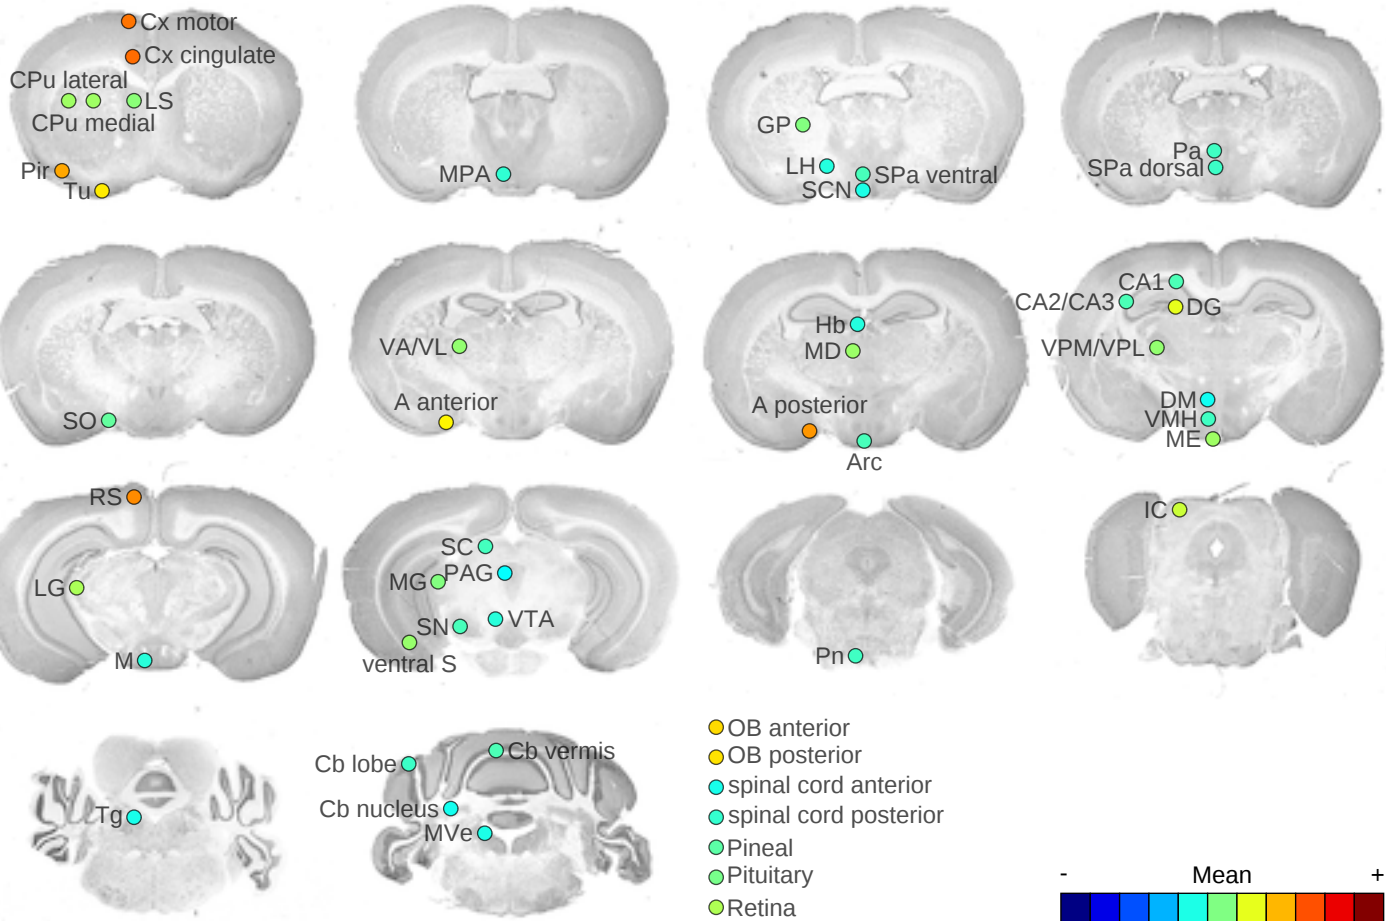 Cx motor
Cx cingulate
CPu lateral
LS
CPu medial
Pir
Tu
MPA
GP
LH
SPa ventral
SCN
Pa
SPa dorsal
SO
VA/VL
A anterior
Hb
MD
A posterior
Arc
CA1
CA2/CA3
DG
VPM/VPL
DM
VMH
ME
RS
LG
M
SC
MG
PAG
SN
VTA
ventral S
Pn
IC
Tg
Cb lobe
Cb vermis
Cb nucleus
MVe
OB anterior
OB posterior
spinal cord anterior
spinal cord posterior
Pineal
Pituitary
Retina
- Mean +